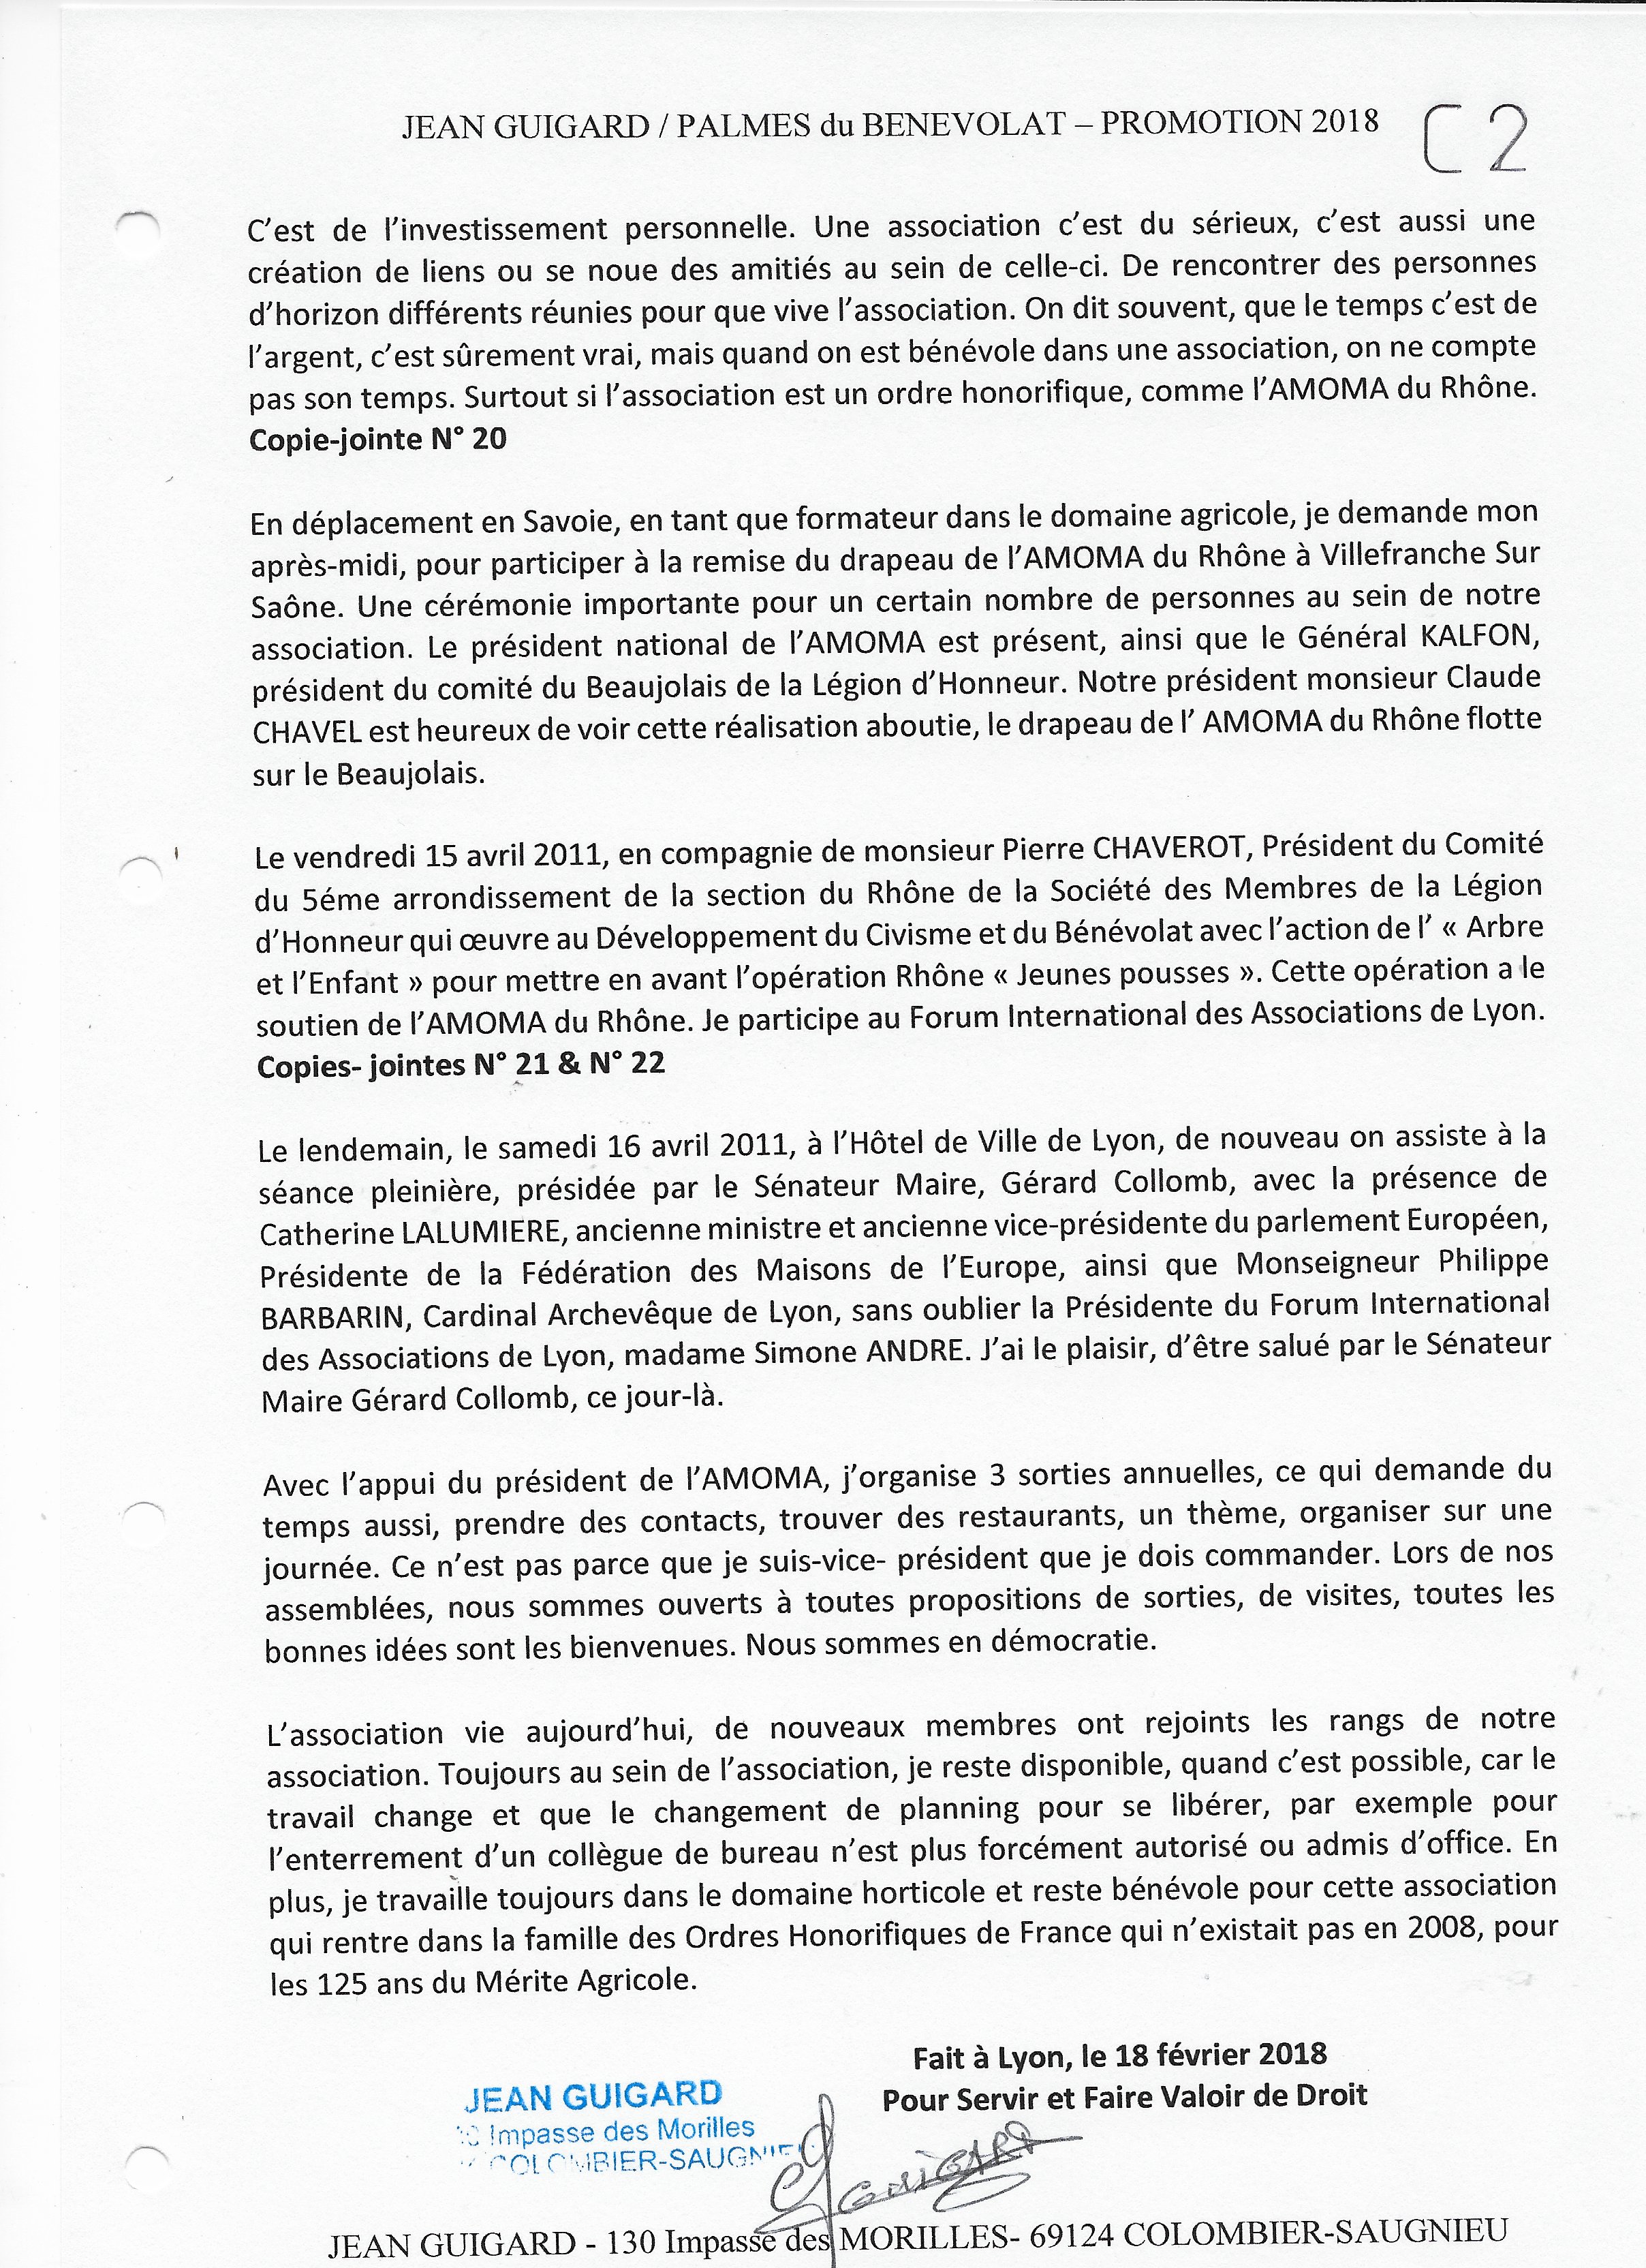 JEAN GUIGARD / PALMES du BENEVOLAT – PROMOTION 2018
C2
C’est de l’investissement personnelle. Une association c’est du sérieux, c’est aussi une
création de liens ou se noue des amitiés au sein de celle-ci. De rencontrer des personnes
d’horizon différents réunies pour que vive l’association. On dit souvent, que le temps c’est de
l’argent, c’est sûrement vrai, mais quand on est bénévole dans une association, on ne compte
pas son temps. Surtout si l’association est un ordre honorifique, comme l’AMOMA du Rhône.
Copie-jointe N° 20
En déplacement en Savoie, en tant que formateur dans le domaine agricole, je demande mon
après-midi, pour participer à la remise du drapeau de l’AMOMA du Rhône à Villefranche Sur
Saône. Une cérémonie importante pour un certain nombre de personnes au sein de notre
association. Le président national de l’AMOMA est présent, ainsi que le Général KALFON,
président du comité du Beaujolais de la Légion d’Honneur. Notre président monsieur Claude
CHAVEL est heureux de voir cette réalisation aboutie, le drapeau de l’ AMOMA du Rhône flotte
sur le Beaujolais.
Le vendredi 15 avril 2011, en compagnie de monsieur Pierre CHAVEROT, Président du Comité
du 5éme arrondissement de la section du Rhône de la Société des Membres de la Légion
d’Honneur qui œuvre au Développement du Civisme et du Bénévolat avec l’action de l’ « Arbre
et l’Enfant » pour mettre en avant l’opération Rhône « Jeunes pousses ». Cette opération a le
soutien de l’AMOMA du Rhône. Je participe au Forum International des Associations de Lyon.
Copies- jointes N° 21 & N° 22
Le lendemain, le samedi 16 avril 2011, à l’Hôtel de Ville de Lyon, de nouveau on assiste à la
séance pleinière, présidée par le Sénateur Maire, Gérard Collomb, avec la présence de
Catherine LALUMIERE, ancienne ministre et ancienne vice-présidente du parlement Européen,
Présidente de la Fédération des Maisons de l’Europe, ainsi que Monseigneur Philippe
BARBARIN, Cardinal Archevêque de Lyon, sans oublier la Présidente du Forum International
des Associations de Lyon, madame Simone ANDRE. J’ai le plaisir, d’être salué par le Sénateur
Maire Gérard Collomb, ce jour-là.
Avec l’appui du président de l’AMOMA, j’organise 3 sorties annuelles, ce qui demande du
temps aussi, prendre des contacts, trouver des restaurants, un thème, organiser sur une
journée. Ce n’est pas parce que je suis-vice- président que je dois commander. Lors de nos
assemblées, nous sommes ouverts à toutes propositions de sorties, de visites, toutes les
bonnes idées sont les bienvenues. Nous sommes en démocratie.
L’association vie aujourd’hui, de nouveaux membres ont rejoints les rangs de notre
association. Toujours au sein de l’association, je reste disponible, quand c’est possible, car le
travail change et que le changement de planning pour se libérer, par exemple pour
l’enterrement d’un collègue de bureau n’est plus forcément autorisé ou admis d’office. En
plus, je travaille toujours dans le domaine horticole et reste bénévole pour cette association
qui rentre dans la famille des Ordres Honorifiques de France qui n’existait pas en 2008, pour
les 125 ans du Mérite Agricole.
Fait à Lyon, le 18 février 2018
Pour Servir et Faire Valoir de Droit
JEAN GUIGARD
Impasse des Morilles
COLOMBIER-SAUGNIEU
GUIGARD
JEAN GUIGARD - 130 Impasse des MORILLES- 69124 COLOMBIER-SAUGNIEU